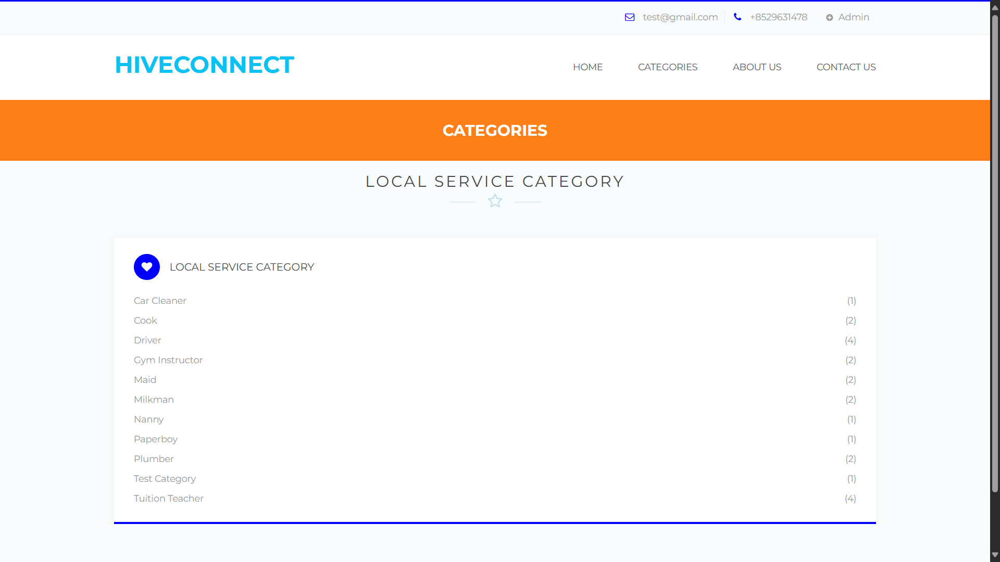 test@gmail.com +8529631478 Admin
HIVECONNECT
HOME CATEGORIES ABOUT US CONTACT US
CATEGORIES
LOCAL SERVICE CATEGORY
LOCAL SERVICE CATEGORY
Car Cleaner (1)
Cook (2)
Driver (4)
Gym Instructor (2)
Maid (2)
Milkman (2)
Nanny (1)
Paperboy (1)
Plumber (2)
Test Category (1)
Tuition Teacher (4)